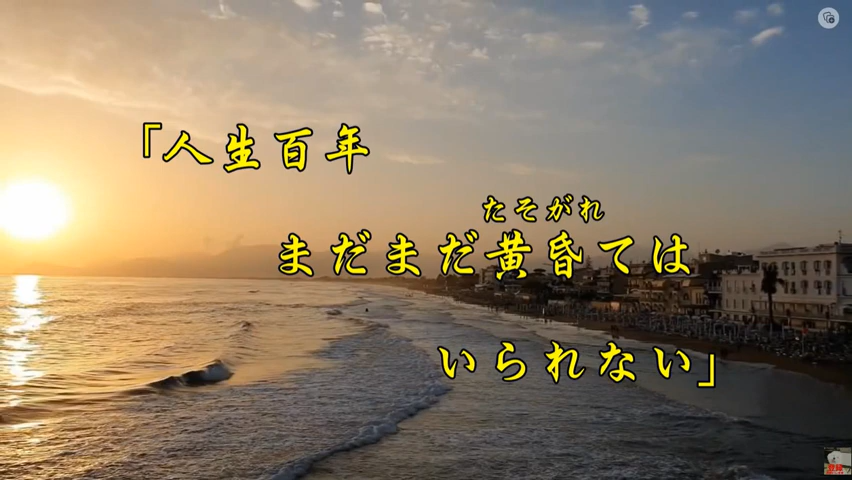 「人生百年
たそがれ
まだまだ黄昏ては
いられない」